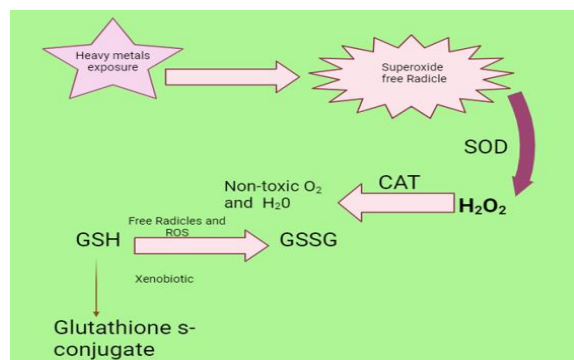 Heavy metals
exposure
Superoxide
free Radicle
SOD
CAT
H₂O₂
Non-toxic O₂
and H₂0
Free Radicles and
ROS
GSH
GSSG
Xenobiotic
Glutathione s-
conjugate